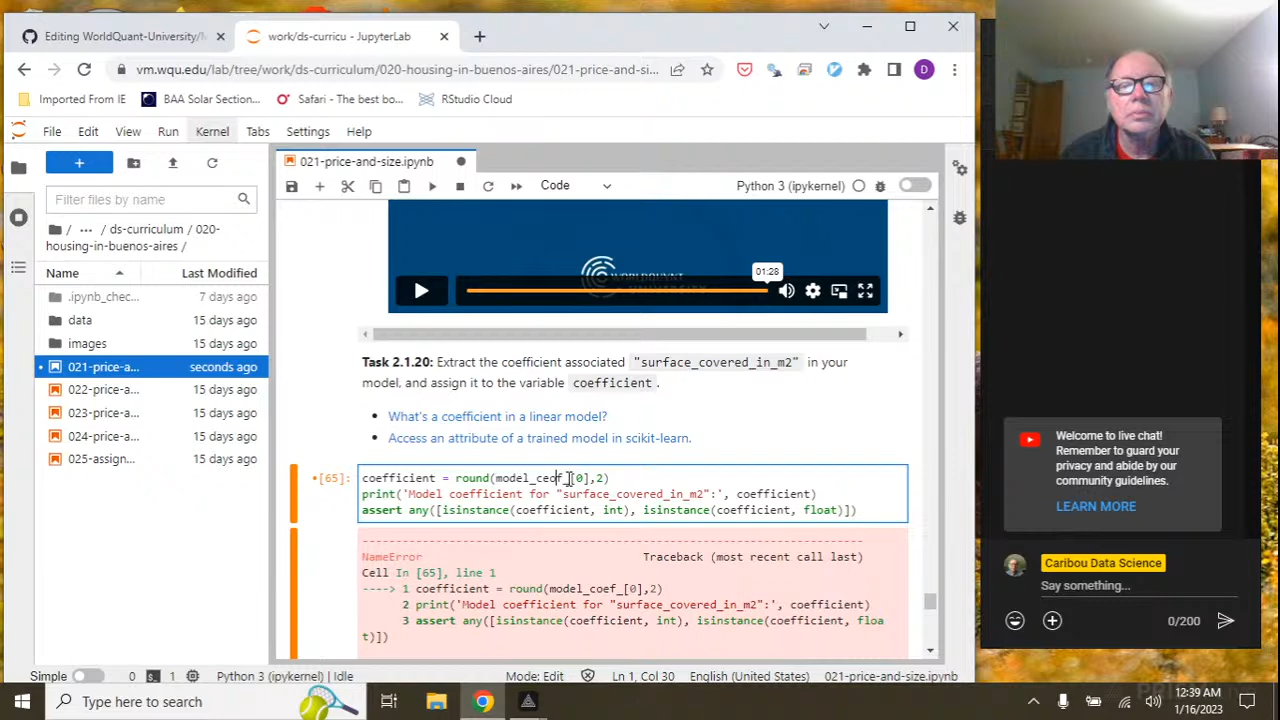 Editing WorldQuant-University/
work/ds-curricu - JupyterLab
vm.wqu.edu/lab/tree/work/ds-curriculum/020-housing-in-buenos-aires/021-price-and-si...
D
Imported From IE
BAA Solar Section...
Safari - The best bo...
RStudio Cloud
File
Edit
View
Run
Kernel
Tabs
Settings
Help
Filter files by name
/ ··· / ds-curriculum / 020-
housing-in-buenos-aires /
Name
Last Modified
.ipynb_chec...
7 days ago
data
15 days ago
images
15 days ago
021-price-a...
seconds ago
022-price-a...
15 days ago
023-price-a...
15 days ago
024-price-a...
15 days ago
025-assign...
15 days ago
021-price-and-size.ipynb
Code
Python 3 (ipykernel)
01:28
Task 2.1.20: Extract the coefficient associated "surface_covered_in_m2" in your
model, and assign it to the variable coefficient.
What's a coefficient in a linear model?
Access an attribute of a trained model in scikit-learn.
[65]:
coefficient = round(model_ceof_[0],2)
print('Model coefficient for "surface_covered_in_m2":', coefficient)
assert any([isinstance(coefficient, int), isinstance(coefficient, float)])
NameError Traceback (most recent call last)
Cell In [65], line 1
----> 1 coefficient = round(model_coef_[0],2)
2 print('Model coefficient for "surface_covered_in_m2":', coefficient)
3 assert any([isinstance(coefficient, int), isinstance(coefficient, floa
t)])
Simple
0
1
Python 3 (ipykernel) | Idle
Mode: Edit
Ln 1, Col 30
English (United States)
021-price-and-size.ipynb
Welcome to live chat!
Remember to guard your
privacy and abide by our
community guidelines.
LEARN MORE
Caribou Data Science
Say something...
0/200
Type here to search
12:39 AM
1/16/2023